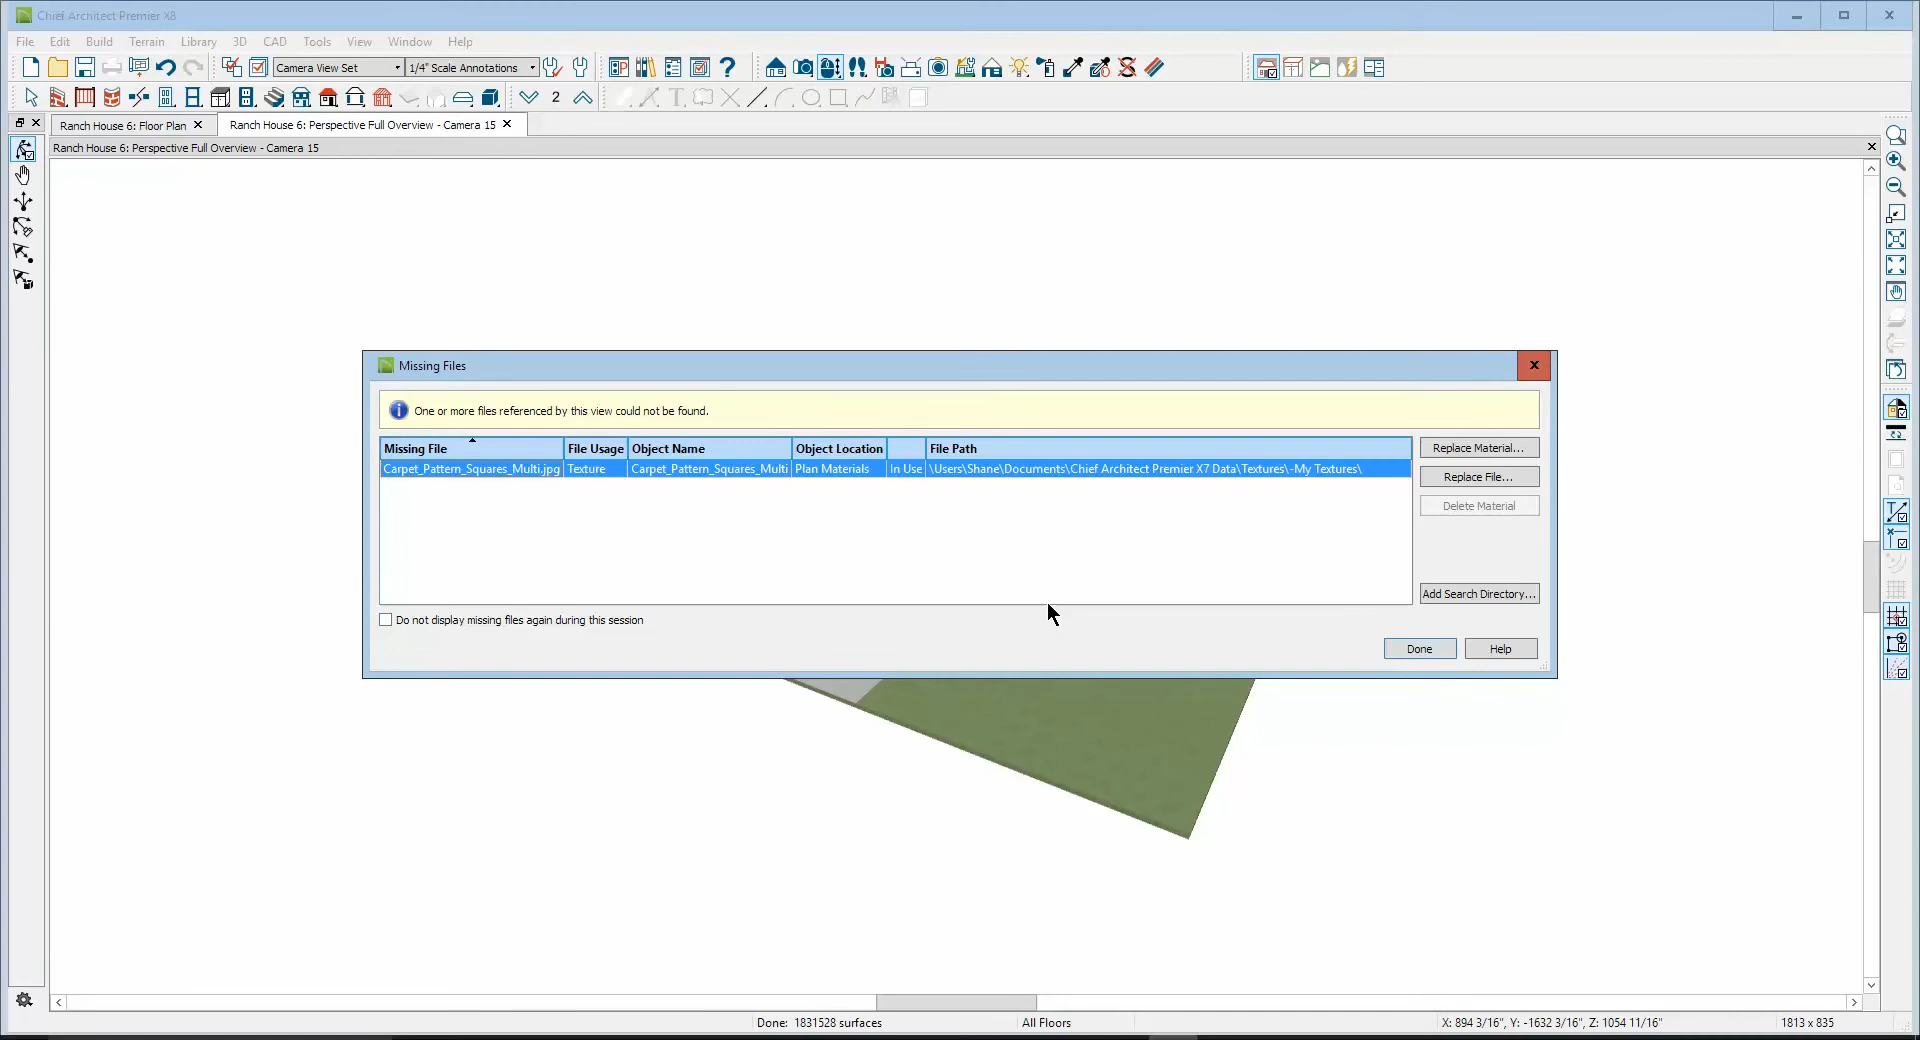 Chief Architect Premier X8
File Edit Build Terrain Library 3D CAD Tools View Window Help
Camera View Set 1/4" Scale Annotations
2
Ranch House 6: Floor Plan Ranch House 6: Perspective Full Overview - Camera 15
Ranch House 6: Perspective Full Overview - Camera 15
Missing Files
One or more files referenced by this view could not be found.
Missing File File Usage Object Name Object Location File Path
Carpet_Pattern_Squares_Multi.jpg Texture Carpet_Pattern_Squares_Multi Plan Materials In Use \Users\Shane\Documents\Chief Architect Premier X7 Data\Textures\-My Textures\
Replace Material...
Replace File...
Delete Material
Add Search Directory...
Do not display missing files again during this session
Done Help
Done: 1831528 surfaces All Floors X: 894 3/16", Y: -1632 3/16", Z: 1054 11/16" 1813 x 835